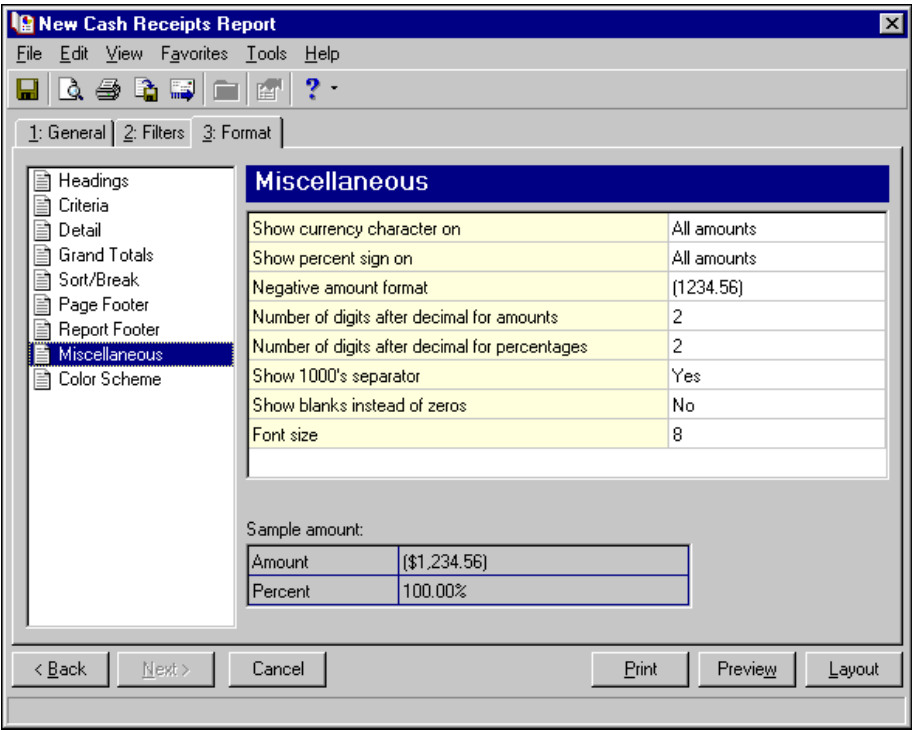 New Cash Receipts Report
File Edit View Favorites Tools Help
?
1: General 2: Filters 3: Format
Headings
Criteria
Detail
Grand Totals
Sort/Break
Page Footer
Report Footer
Miscellaneous
Color Scheme
Miscellaneous
Show currency character on All amounts
Show percent sign on All amounts
Negative amount format (1234.56)
Number of digits after decimal for amounts 2
Number of digits after decimal for percentages 2
Show 1000's separator Yes
Show blanks instead of zeros No
Font size 8
Sample amount:
Amount ($1,234.56)
Percent 100.00%
< Back Next > Cancel Print Preview Layout